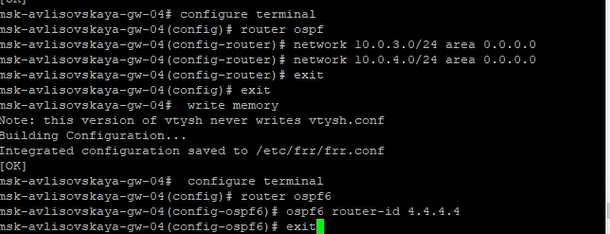 [OK]
msk-avlisovskaya-gw-04# configure terminal
msk-avlisovskaya-gw-04(config)# router ospf
msk-avlisovskaya-gw-04(config-router)# network 10.0.3.0/24 area 0.0.0.0
msk-avlisovskaya-gw-04(config-router)# network 10.0.4.0/24 area 0.0.0.0
msk-avlisovskaya-gw-04(config-router)# exit
msk-avlisovskaya-gw-04(config)# exit
msk-avlisovskaya-gw-04#  write memory
Note: this version of vtysh never writes vtysh.conf
Building Configuration...
Integrated configuration saved to /etc/frr/frr.conf
[OK]
msk-avlisovskaya-gw-04#  configure terminal
msk-avlisovskaya-gw-04(config)# router ospf6
msk-avlisovskaya-gw-04(config-ospf6)# ospf6 router-id 4.4.4.4
msk-avlisovskaya-gw-04(config-ospf6)# exit